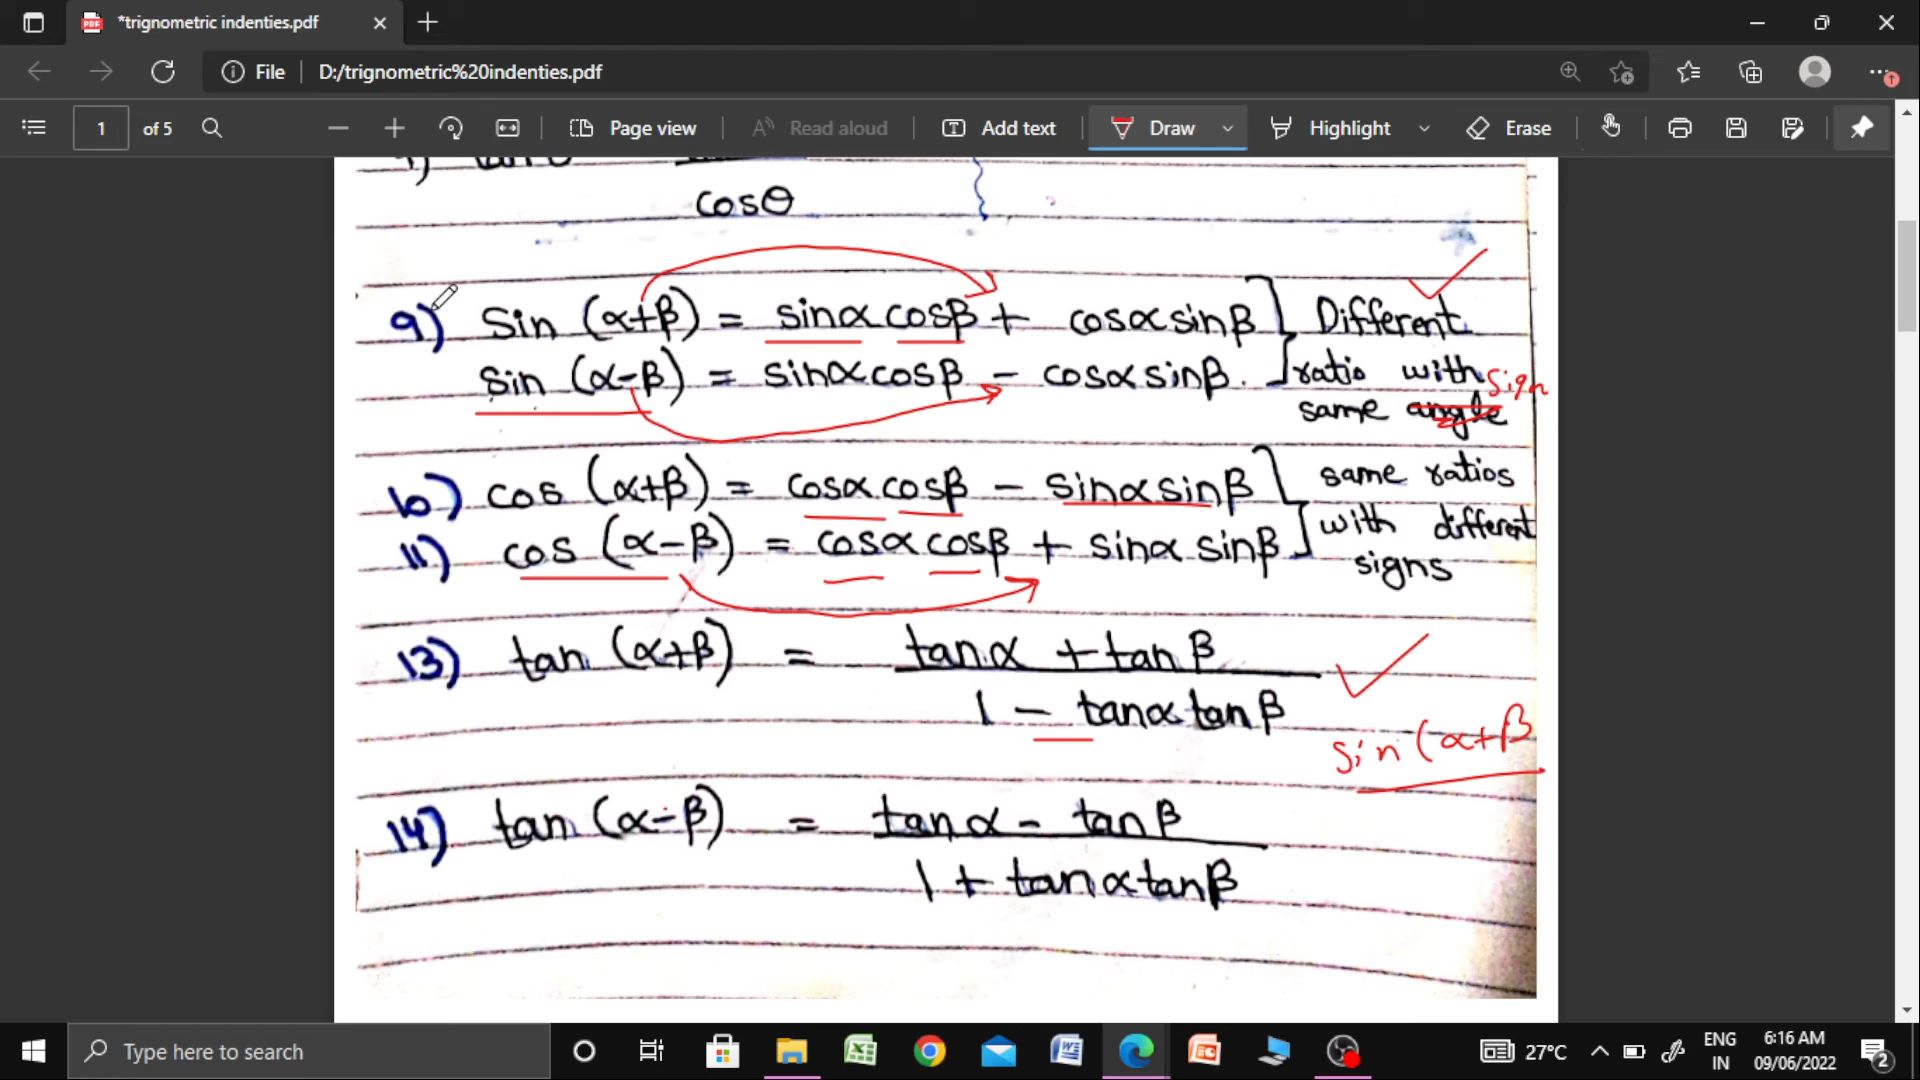 *trignometric indenties.pdf
File D:/trignometric%20indenties.pdf
1 of 5 Page view Read aloud Add text Draw Highlight Erase
cosθ
9) Sin (α+β) = sinα cosβ + cosα sinβ ] Different
sin (α-β) = sinα cosβ - cosα sinβ. ratio with sign
same angle
10) cos (α+β) = cosα cosβ - sinα sinβ ] same ratios
11) cos (α-β) = cosα cosβ + sinα sinβ ] with different
signs
13) tan (α+β) = tanα + tanβ
1 - tanα tanβ
sin (α+β
14) tan (α-β) = tanα - tanβ
1 + tanα tanβ
Type here to search 27°C ENG IN 6:16 AM 09/06/2022 2